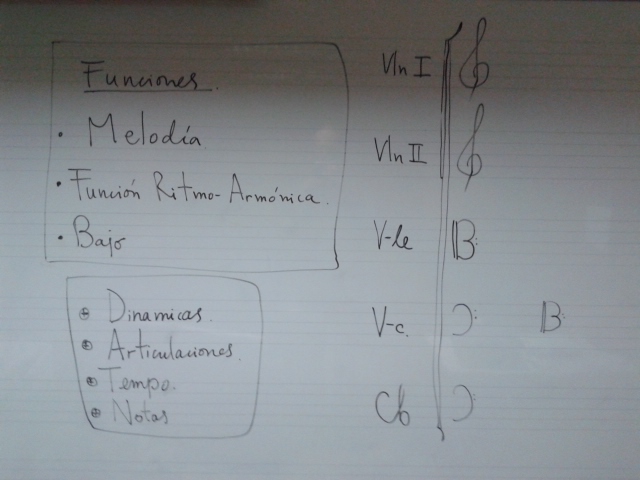 Funciones.
• Melodía
• Función Ritmo-Armónica.
• Bajo
Dinamicas.
Articulaciones.
Tempo.
Notas
Vln I
Vln II
V-le
V-c.
Cb